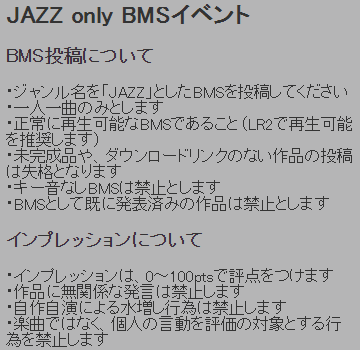 JAZZ only BMSイベント
BMS投稿について
・ジャンル名を「JAZZ」としたBMSを投稿してください
・一人一曲のみとします
・正常に再生可能なBMSであること（LR2で再生可能
を推奨します）
・未完成品や、ダウンロードリンクのない作品の投稿
は失格となります
・キー音なしBMSは禁止とします
・BMSとして既に発表済みの作品は禁止とします
インプレッションについて
・インプレッションは、0～100ptsで評点をつけます
・作品に無関係な発言は禁止します
・自作自演による水増し行為は禁止します
・楽曲ではなく、個人の言動を評価の対象とする行
為を禁止します